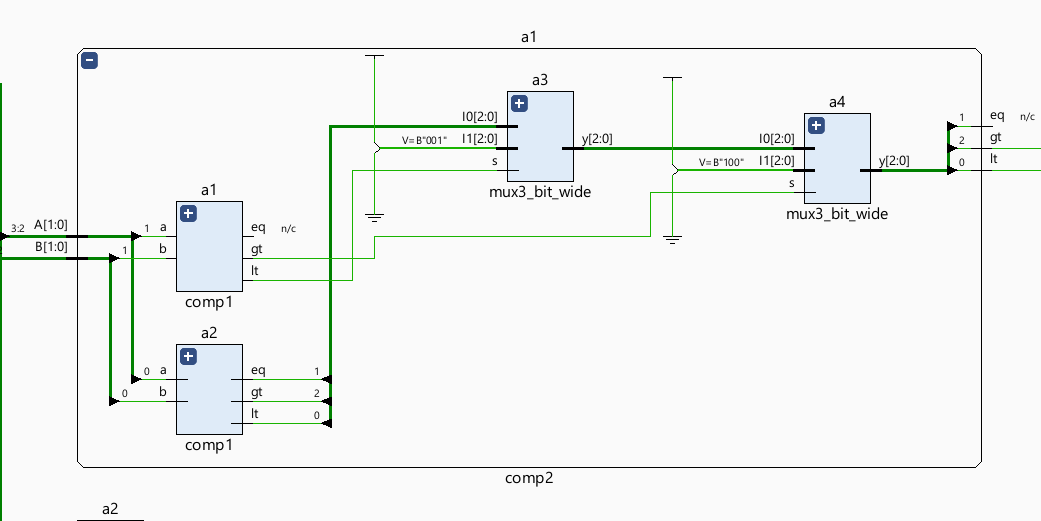 a1
a3
I0[2:0]
V=B"001" I1[2:0] y[2:0]
s
mux3_bit_wide
a4
I0[2:0]
V=B"100" I1[2:0] y[2:0]
s
mux3_bit_wide
1 eq n/c
2 gt
0 lt
a1
3:2 A[1:0] 1 a eq n/c
B[1:0] 1 b gt
lt
comp1
a2
0 a eq 1
0 b gt 2
lt 0
comp1
comp2
a2